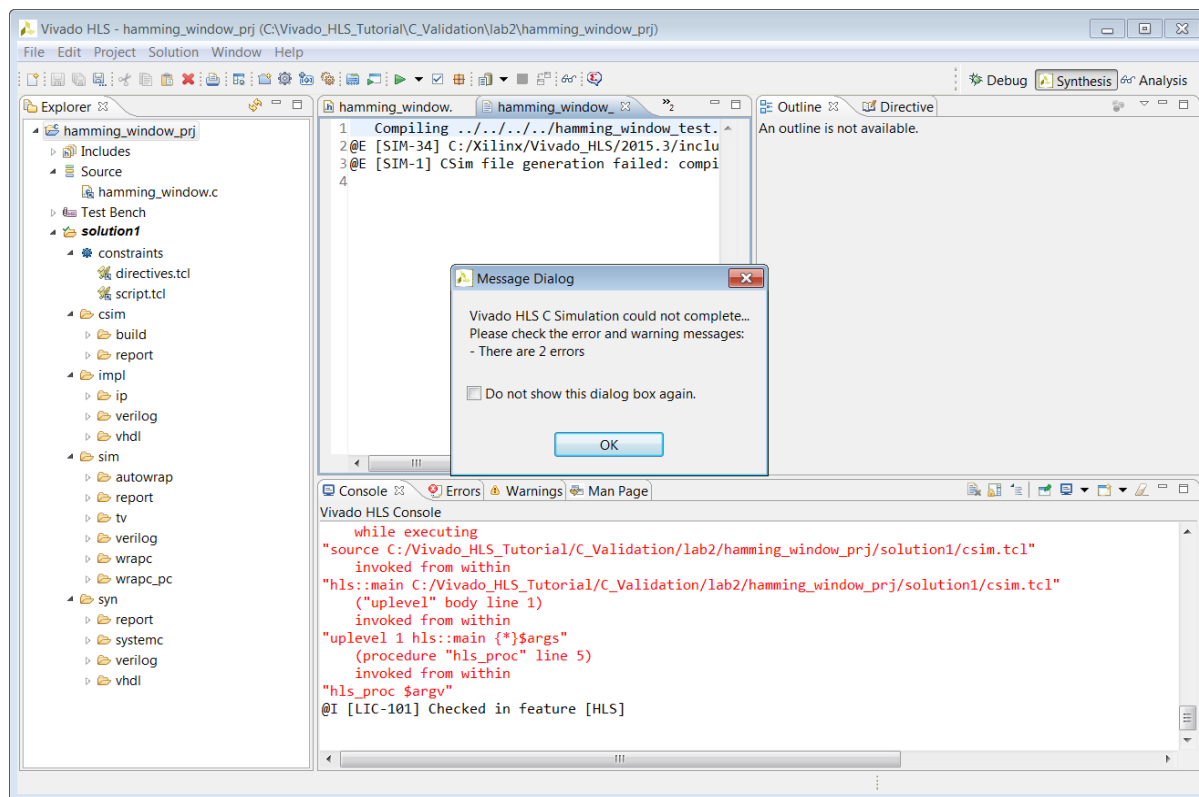 Vivado HLS - hamming_window_prj (C:\Vivado_HLS_Tutorial\C_Validation\lab2\hamming_window_prj)
File Edit Project Solution Window Help
Debug Synthesis Analysis
Explorer
hamming_window_prj
Includes
Source
hamming_window.c
Test Bench
solution1
constraints
directives.tcl
script.tcl
csim
build
report
impl
ip
verilog
vhdl
sim
autowrap
report
tv
verilog
wrapc
wrapc_pc
syn
report
systemc
verilog
vhdl
hamming_window. hamming_window_ »2
1 Compiling ../../../../hamming_window_test.
2 @E [SIM-34] C:/Xilinx/Vivado_HLS/2015.3/inclu
3 @E [SIM-1] CSim file generation failed: compi
4
Outline Directive
An outline is not available.
Message Dialog
Vivado HLS C Simulation could not complete...
Please check the error and warning messages:
- There are 2 errors
Do not show this dialog box again.
OK
Console Errors Warnings Man Page
Vivado HLS Console
while executing
"source C:/Vivado_HLS_Tutorial/C_Validation/lab2/hamming_window_prj/solution1/csim.tcl"
invoked from within
"hls::main C:/Vivado_HLS_Tutorial/C_Validation/lab2/hamming_window_prj/solution1/csim.tcl"
("uplevel" body line 1)
invoked from within
"uplevel 1 hls::main {*}$args"
(procedure "hls_proc" line 5)
invoked from within
"hls_proc $argv"
@I [LIC-101] Checked in feature [HLS]